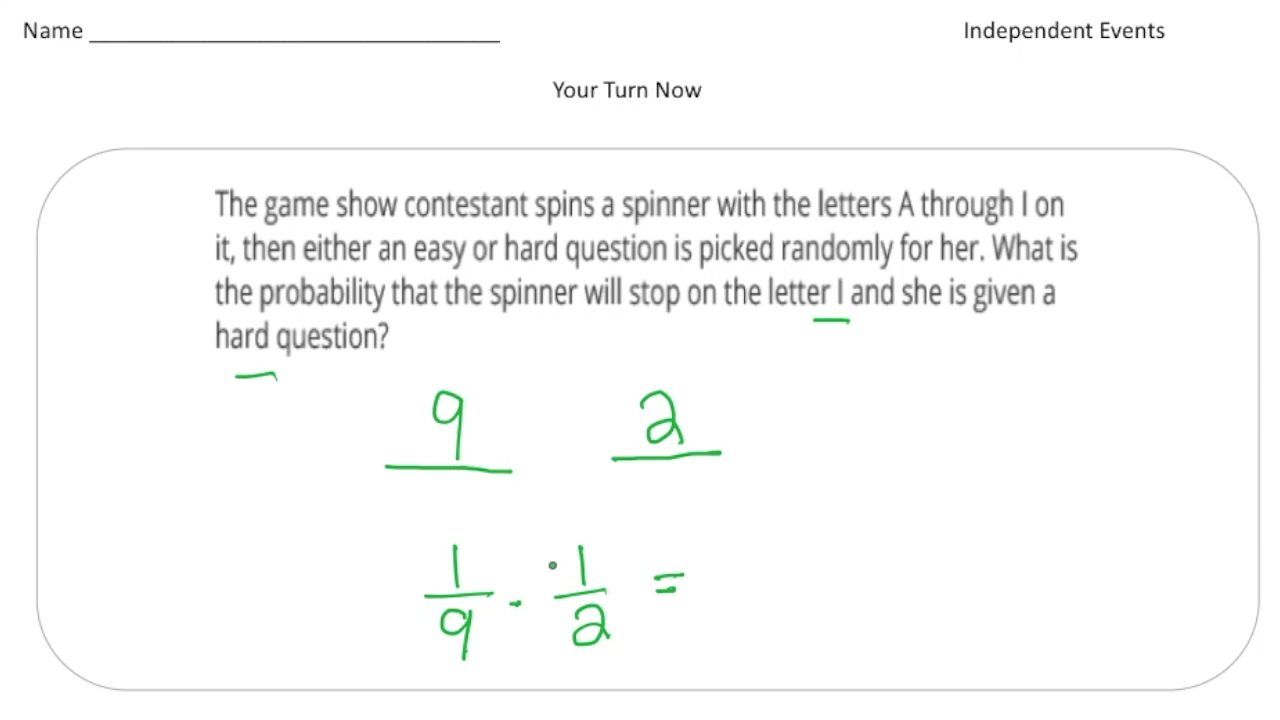 Name ________________________________ Independent Events
Your Turn Now
The game show contestant spins a spinner with the letters A through I on
it, then either an easy or hard question is picked randomly for her. What is
the probability that the spinner will stop on the letter I and she is given a
hard question?
9 2
1/9 · 1/2 =